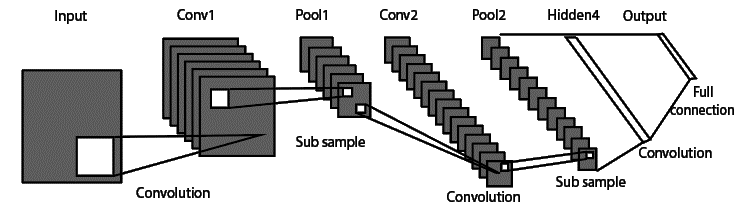 Input
Conv1
Pool1
Conv2
Pool2
Hidden4
Output
Full
connection
Convolution
Sub sample
Convolution
Sub sample
Convolution